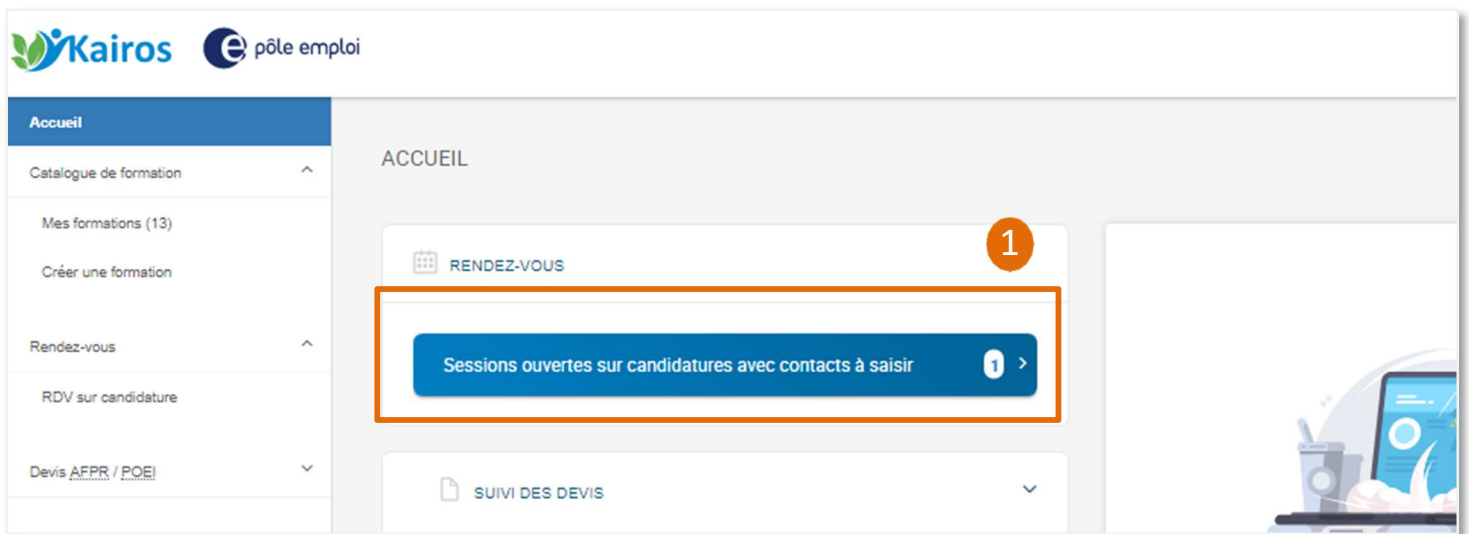 Kairos pôle emploi
Accueil
Catalogue de formation
Mes formations (13)
Créer une formation
Rendez-vous
RDV sur candidature
Devis AFPR / POEI
ACCUEIL
1
RENDEZ-VOUS
Sessions ouvertes sur candidatures avec contacts à saisir 1
SUIVI DES DEVIS